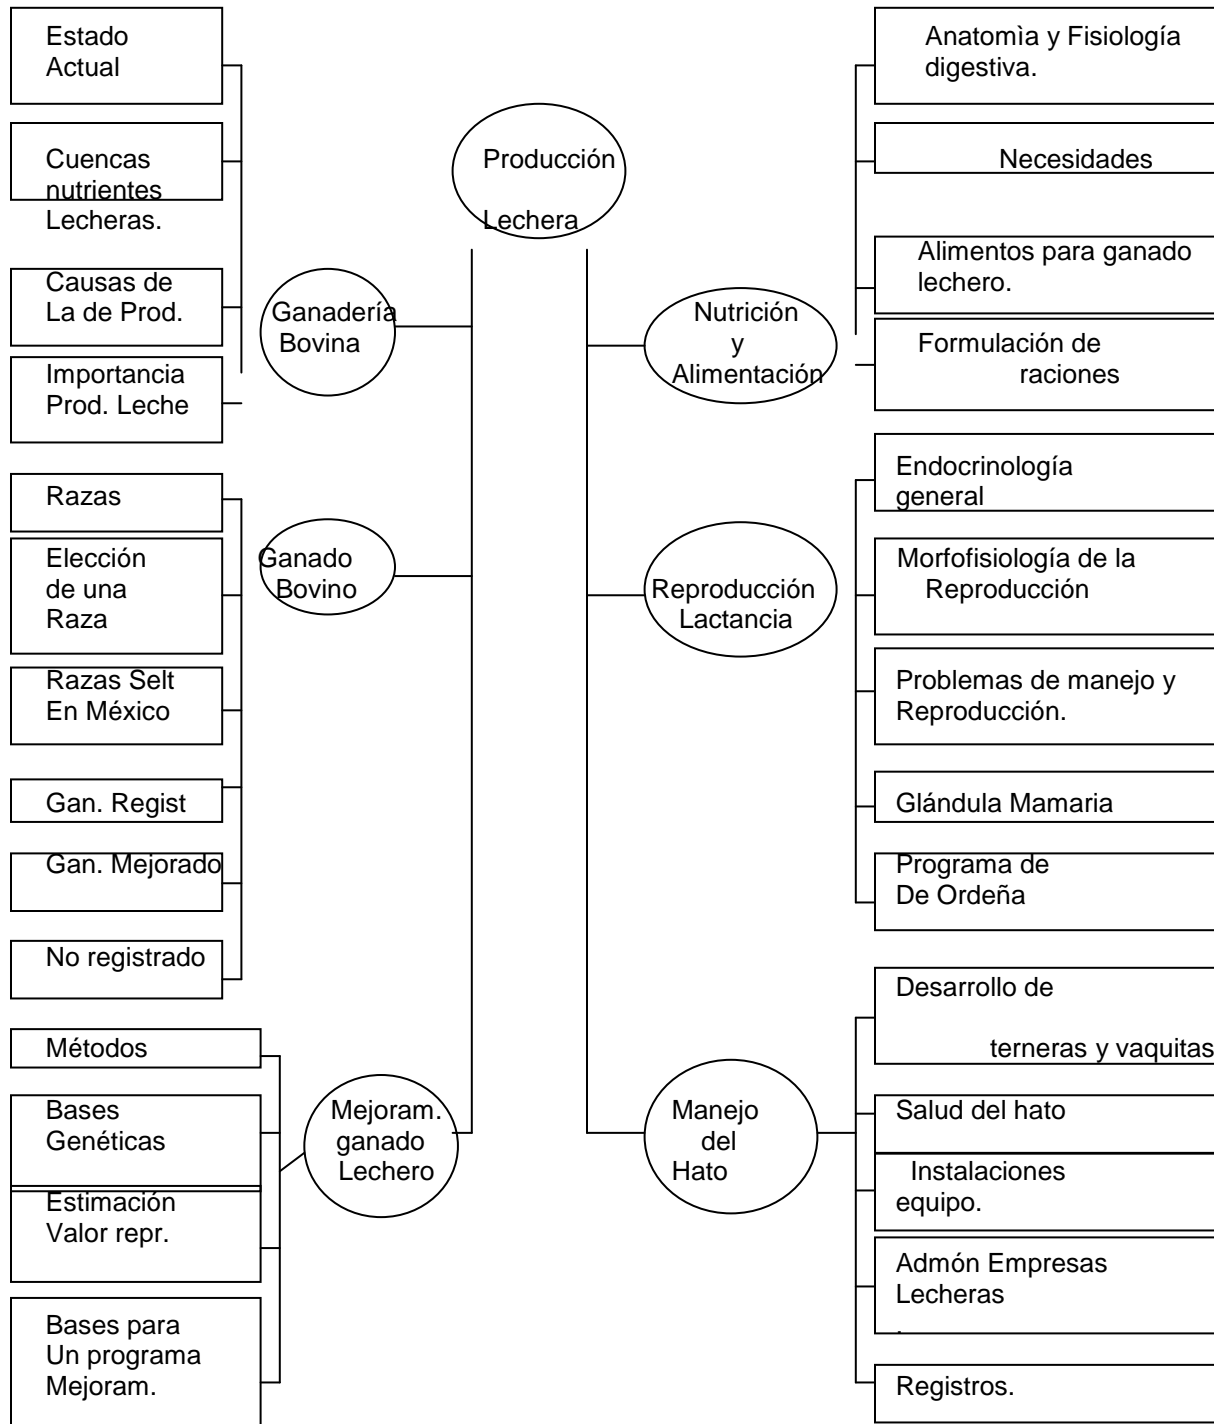 Producción
Lechera
Estado
Actual
Cuencas
nutrientes
Lecheras.
Causas de
La de Prod.
Importancia
Prod. Leche
Ganadería
Bovina
Razas
Elección
de una
Raza
Razas Selt
En México
Gan. Regist
Gan. Mejorado
No registrado
Ganado
Bovino
Métodos
Bases
Genéticas
Estimación
Valor repr.
Bases para
Un programa
Mejoram.
Mejoram.
ganado
Lechero
Nutrición
y
Alimentación
Anatomìa y Fisiología
digestiva.
Necesidades
Alimentos para ganado
lechero.
Formulación de
raciones
Reproducción
Lactancia
Endocrinología
general
Morfofisiología de la
Reproducción
Problemas de manejo y
Reproducción.
Glándula Mamaria
Programa de
De Ordeña
Manejo
del
Hato
Desarrollo de
terneras y vaquitas
Salud del hato
Instalaciones
equipo.
Admón Empresas
Lecheras
.
Registros.